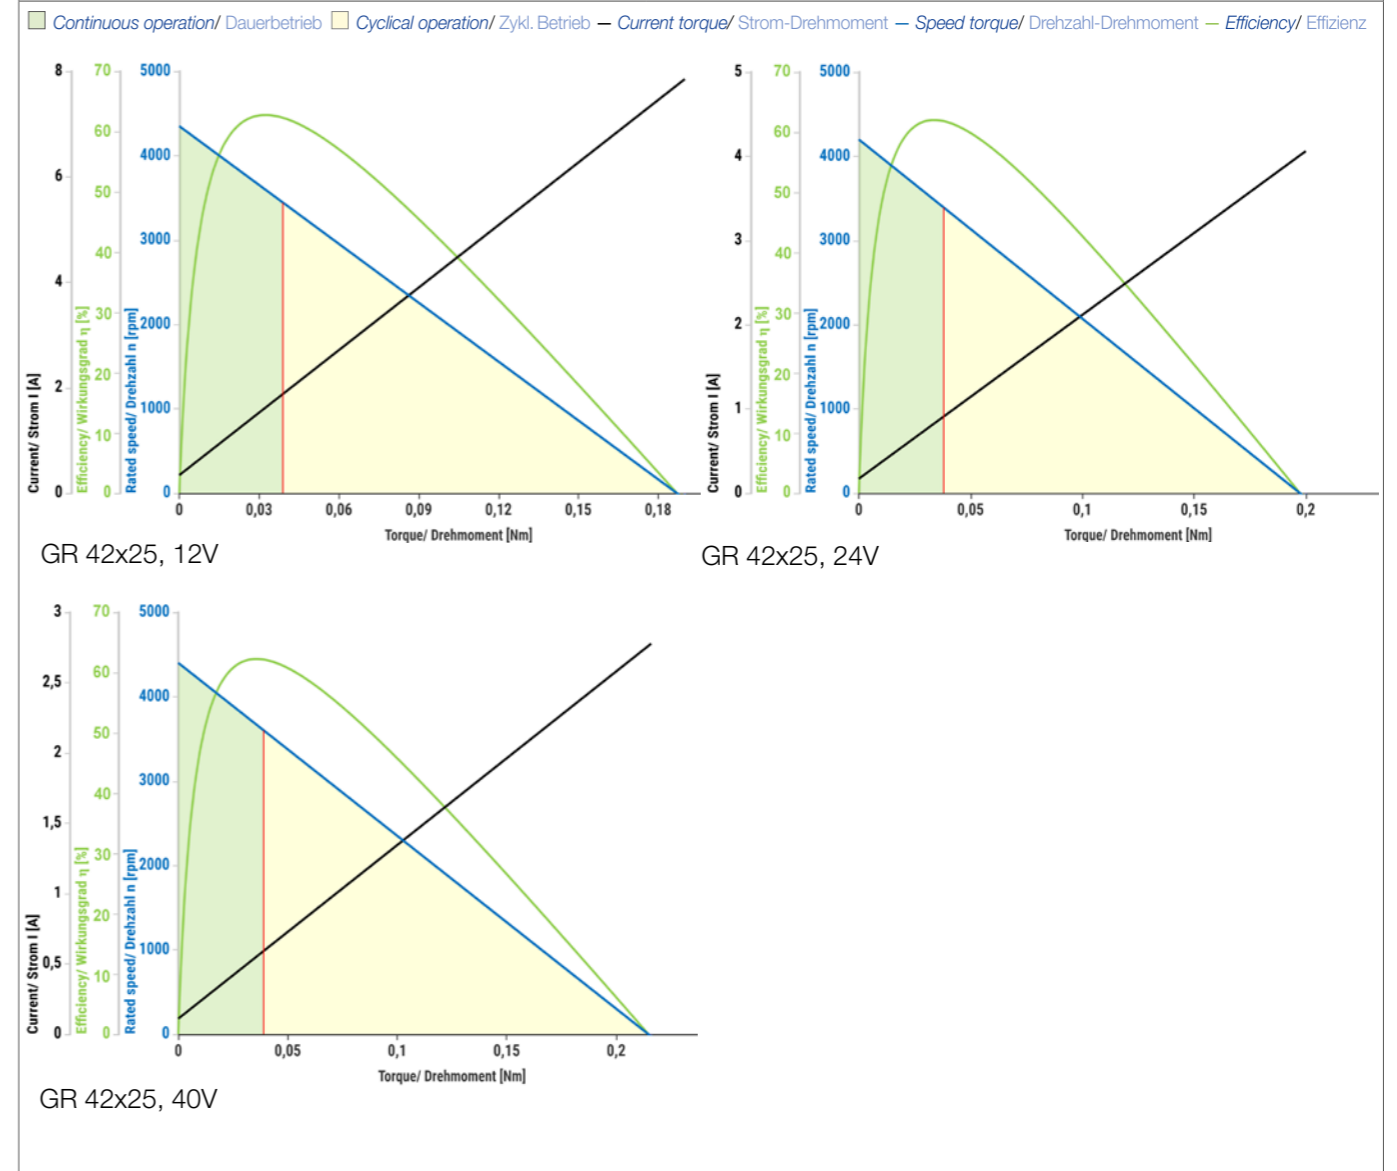 Continuous operation/ Dauerbetrieb Cyclical operation/ Zykl. Betrieb – Current torque/ Strom-Drehmoment – Speed torque/ Drehzahl-Drehmoment – Efficiency/ Effizienz
8 70 5000
60
4000
6
50
3000
40
4
30
2000
20
2
1000
10
0 0 0
Current/ Strom I [A]
Efficiency/ Wirkungsgrad η [%]
Rated speed/ Drehzahl n [rpm]
0 0,03 0,06 0,09 0,12 0,15 0,18
Torque/ Drehmoment [Nm]
GR 42x25, 12V
5 70 5000
60
4 4000
50
3 3000
40
30
2 2000
20
1 1000
10
0 0 0
Current/ Strom I [A]
Efficiency/ Wirkungsgrad η [%]
Rated speed/ Drehzahl n [rpm]
0 0,05 0,1 0,15 0,2
Torque/ Drehmoment [Nm]
GR 42x25, 24V
3 70 5000
60
2,5
4000
50
2
3000
40
1,5
30
2000
1
20
1000
0,5
10
0 0 0
Current/ Strom I [A]
Efficiency/ Wirkungsgrad η [%]
Rated speed/ Drehzahl n [rpm]
0 0,05 0,1 0,15 0,2
Torque/ Drehmoment [Nm]
GR 42x25, 40V